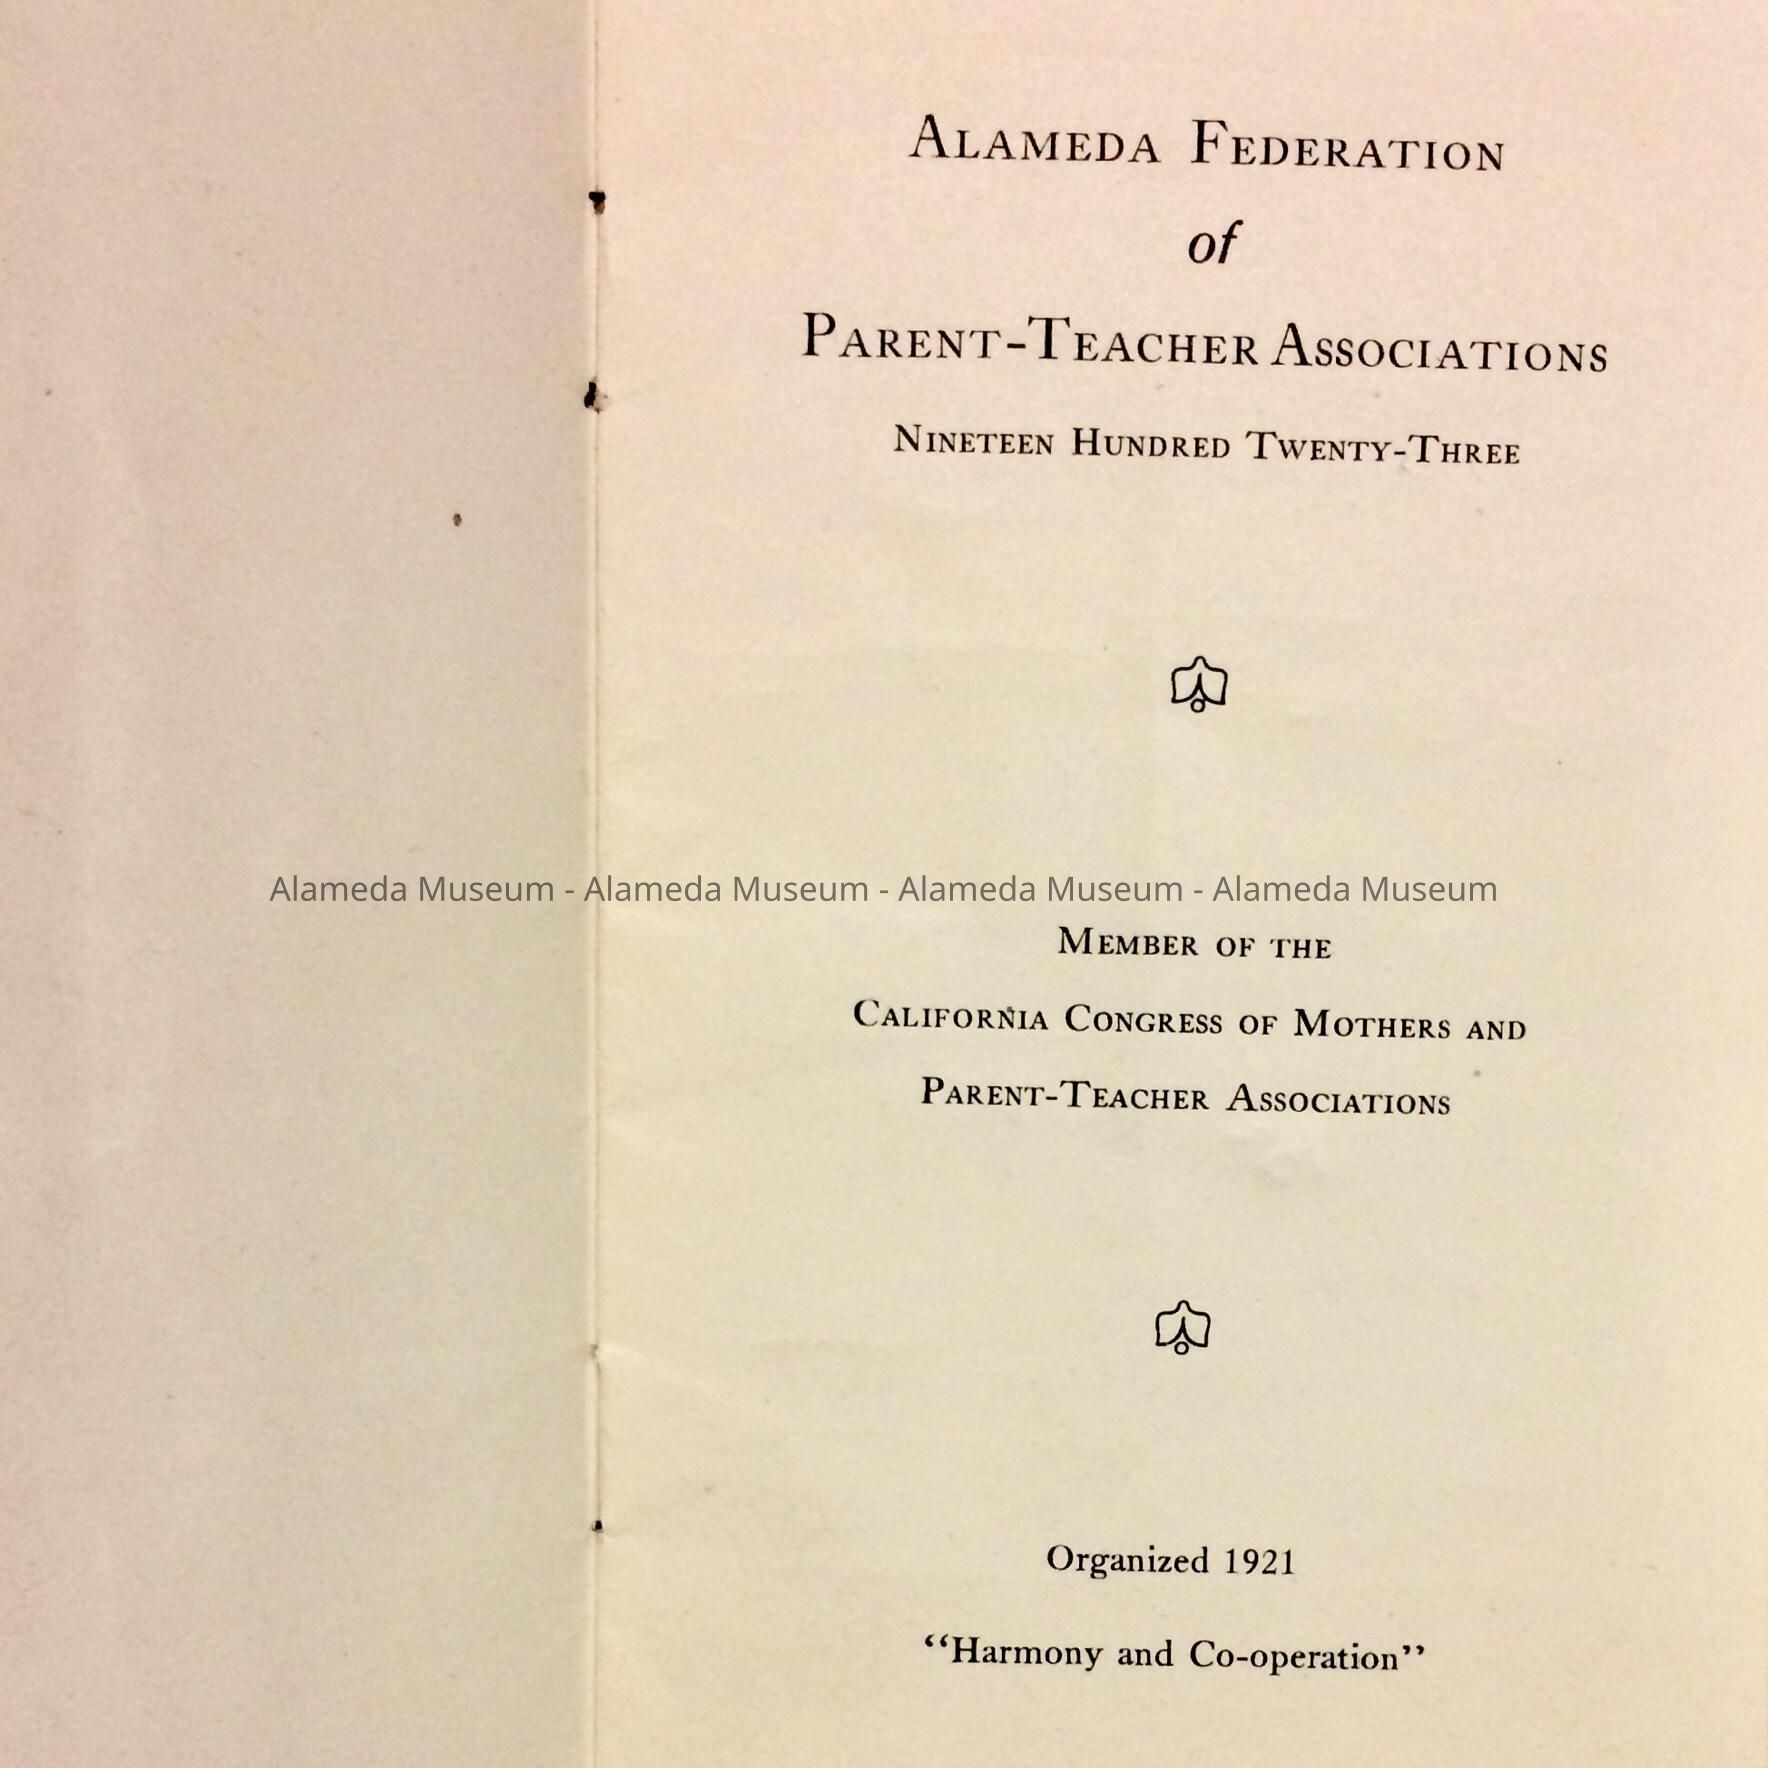 Alameda Federation
of
Parent-Teacher Associations
Nineteen Hundred Twenty-Three
Alameda Museum - Alameda Museum - Alameda Museum - Alameda Museum
Member of the
California Congress of Mothers and
Parent-Teacher Associations
Organized 1921
“Harmony and Co-operation”